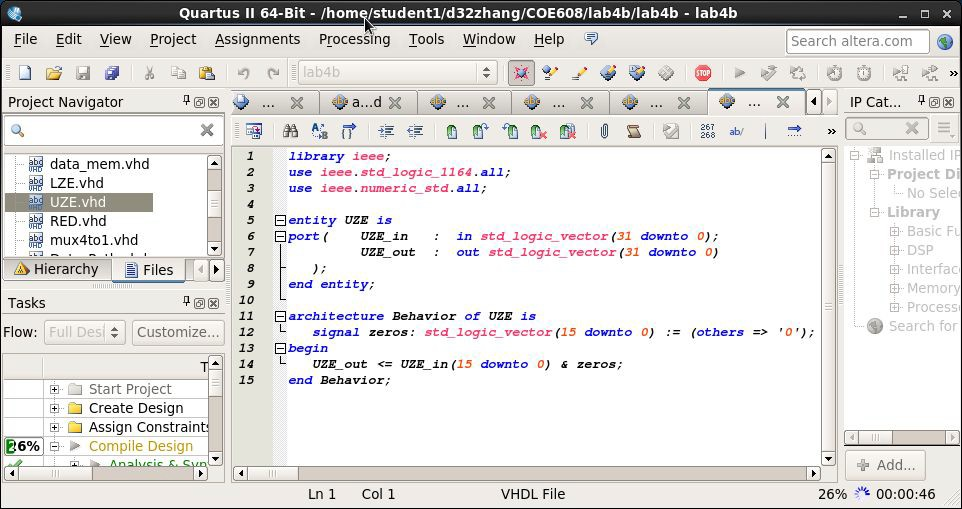 Quartus II 64-Bit - /home/student1/d32zhang/COE608/lab4b/lab4b - lab4b
File Edit View Project Assignments Processing Tools Window Help
Search altera.com
lab4b
Project Navigator
... a...d ... ... ... ...
IP Cat...
267
268
ab/
»
data_mem.vhd
LZE.vhd
UZE.vhd
RED.vhd
mux4to1.vhd
Hierarchy Files
Tasks
Flow: Full Desi Customize...
Start Project
Create Design
Assign Constraints
26% Compile Design
Analysis & Syn
1 library ieee;
2 use ieee.std_logic_1164.all;
3 use ieee.numeric_std.all;
4
5 entity UZE is
6 port( UZE_in : in std_logic_vector(31 downto 0);
7 UZE_out : out std_logic_vector(31 downto 0)
8 );
9 end entity;
10
11 architecture Behavior of UZE is
12 signal zeros: std_logic_vector(15 downto 0) := (others => '0');
13 begin
14 UZE_out <= UZE_in(15 downto 0) & zeros;
15 end Behavior;
Installed IP
Project Di
No Selec
Library
Basic Fu
DSP
Interfac
Memory
Process
Search for
Add...
Ln 1 Col 1 VHDL File 26% 00:00:46